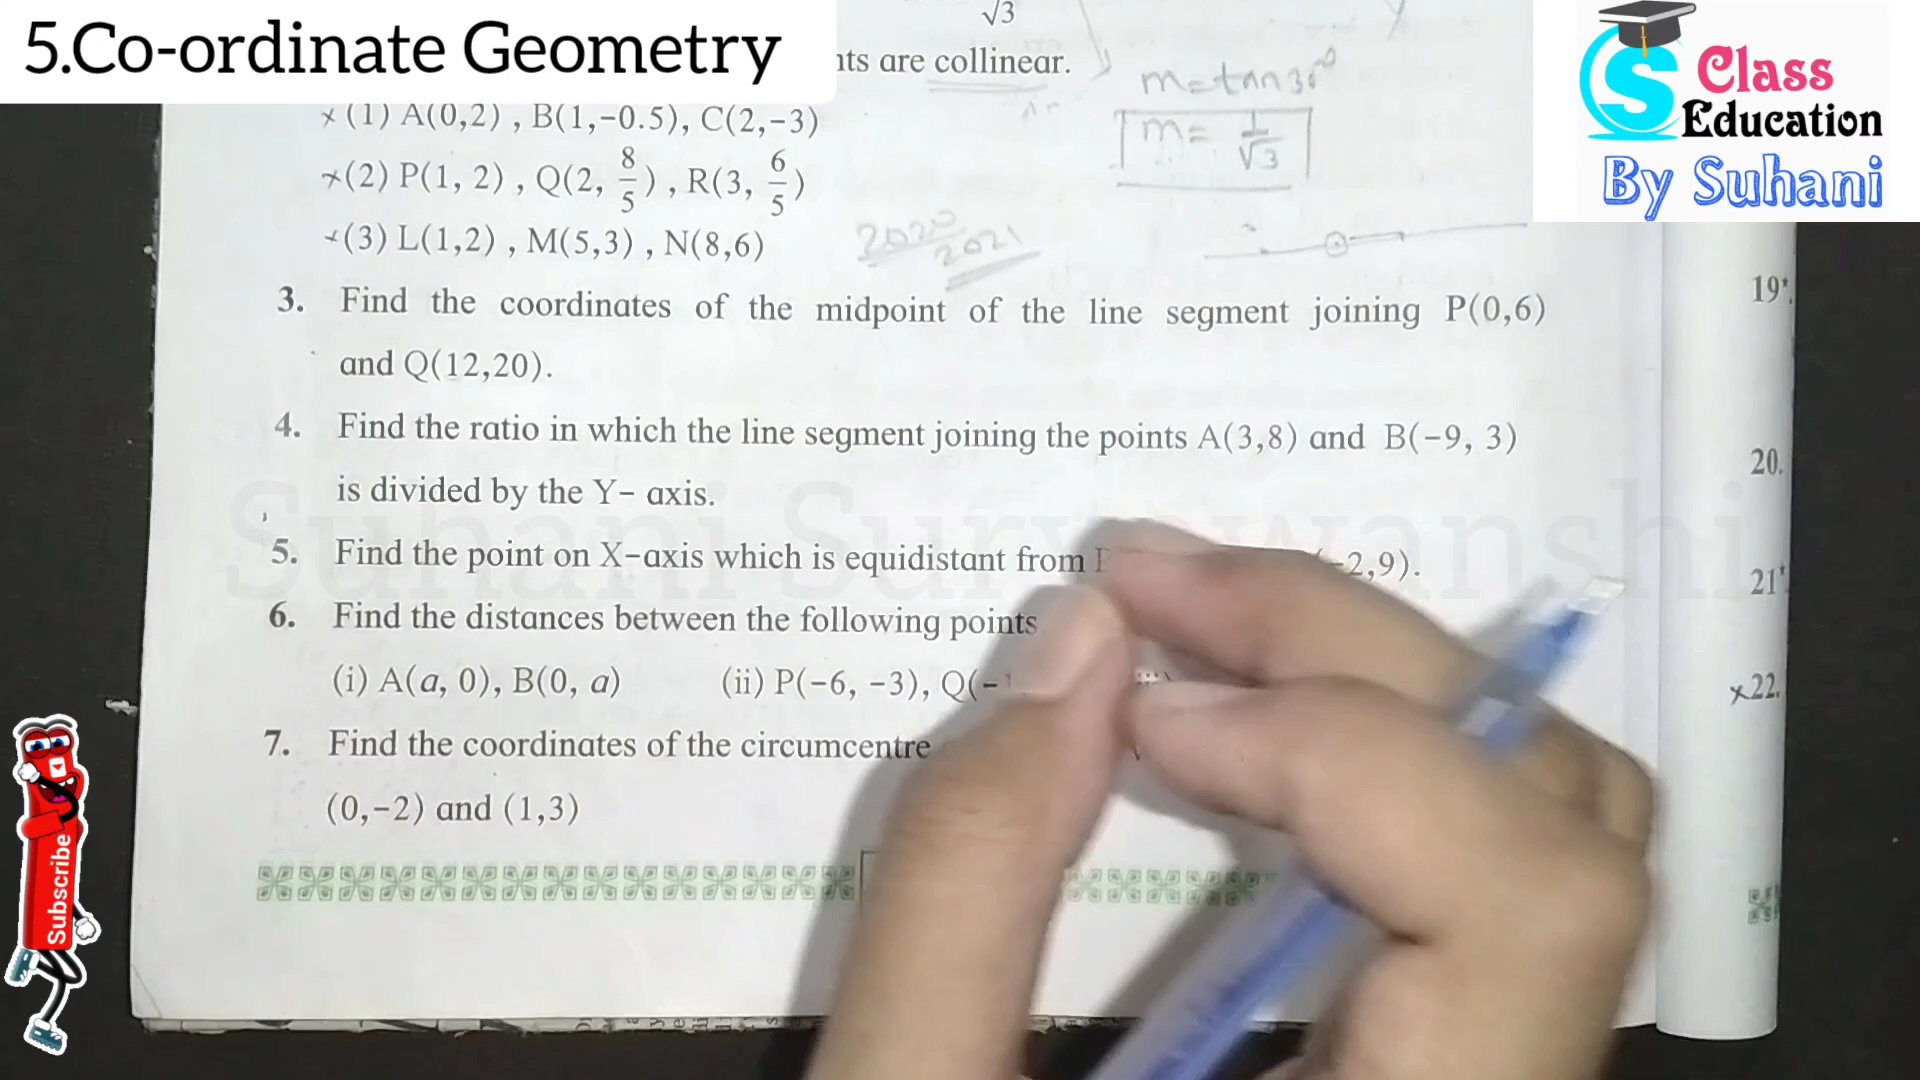 5.Co-ordinate Geometry
√3
are collinear.
m=tan30°
m= 1/√3
Class
Education
By Suhani
× (1) A(0,2) , B(1,−0.5), C(2,−3)
×(2) P(1, 2) , Q(2, 8/5) , R(3, 6/5)
×(3) L(1,2) , M(5,3) , N(8,6)
2020
2021
3. Find the coordinates of the midpoint of the line segment joining P(0,6)
and Q(12,20).
4. Find the ratio in which the line segment joining the points A(3,8) and B(−9, 3)
is divided by the Y− axis.
5. Find the point on X−axis which is equidistant from −2,9).
6. Find the distances between the following points
(i) A(a, 0), B(0, a) (ii) P(−6, −3), Q(−1
7. Find the coordinates of the circumcentre
(0,−2) and (1,3)
19*.
20.
21*.
×22.
Suhani Suryawanshi
Subscribe